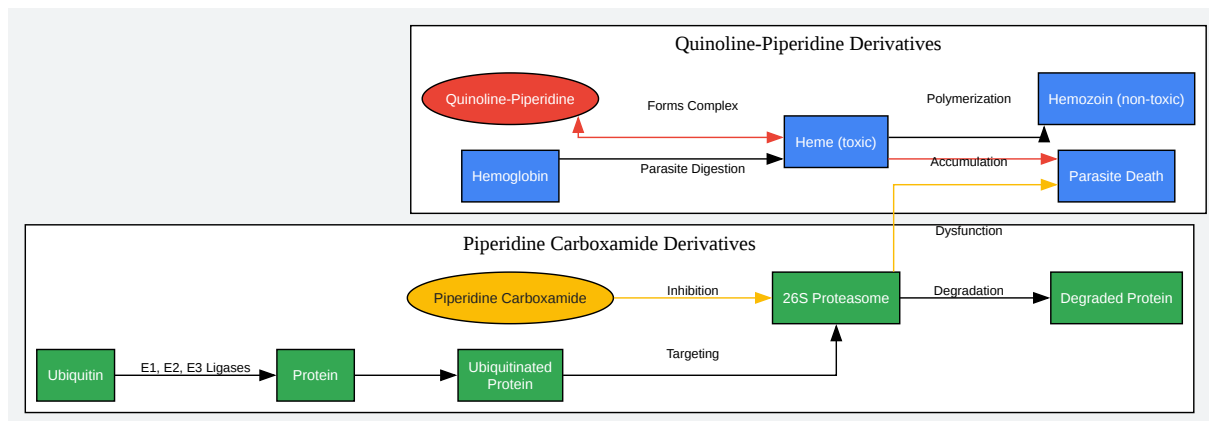 Quinoline-Piperidine Derivatives
Quinoline-Piperidine
Forms Complex
Polymerization
Hemozoin (non-toxic)
Heme (toxic)
Hemoglobin
Parasite Digestion
Accumulation
Parasite Death
Dysfunction
Piperidine Carboxamide Derivatives
Piperidine Carboxamide
Inhibition
26S Proteasome
Degradation
Degraded Protein
Ubiquitin
E1, E2, E3 Ligases
Protein
Ubiquitinated
Protein
Targeting